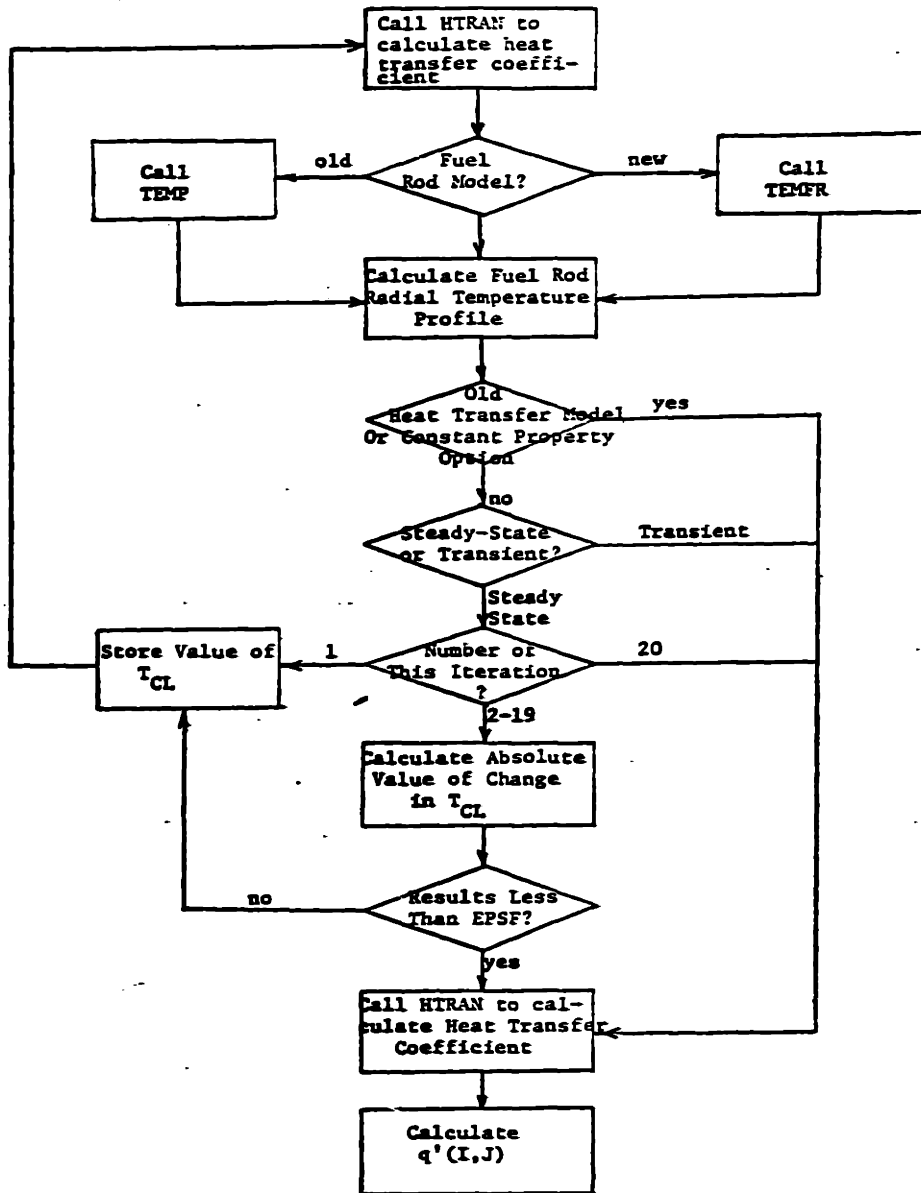 Call HTRAN to
calculate heat
transfer coeffi-
cient
Fuel
Rod Model?
old
new
Call
TEMP
Call
TEMFR
Calculate Fuel Rod
Radial Temperature
Profile
Old
Heat Transfer Model
Or Constant Property
Option
yes
no
Steady-State
or Transient?
Transient
Steady
State
Number of
This Iteration
?
1
20
2-19
Store Value of
TCL
Calculate Absolute
Value of Change
in TCL
Results Less
Than EPSF?
no
yes
Call HTRAN to cal-
culate Heat Transfer
Coefficient
Calculate
q'(I,J)